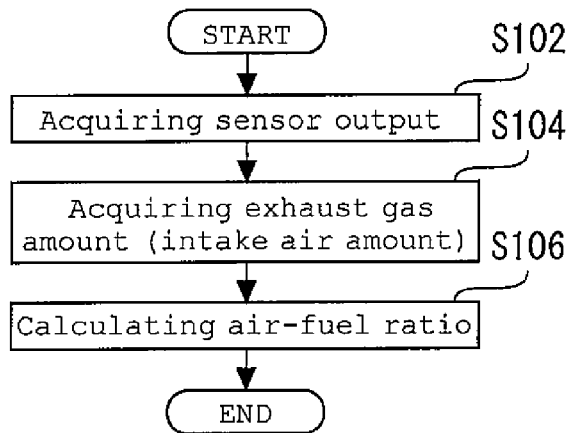 START
S102
Acquiring sensor output
S104
Acquiring exhaust gas
amount (intake air amount)
S106
Calculating air-fuel ratio
END